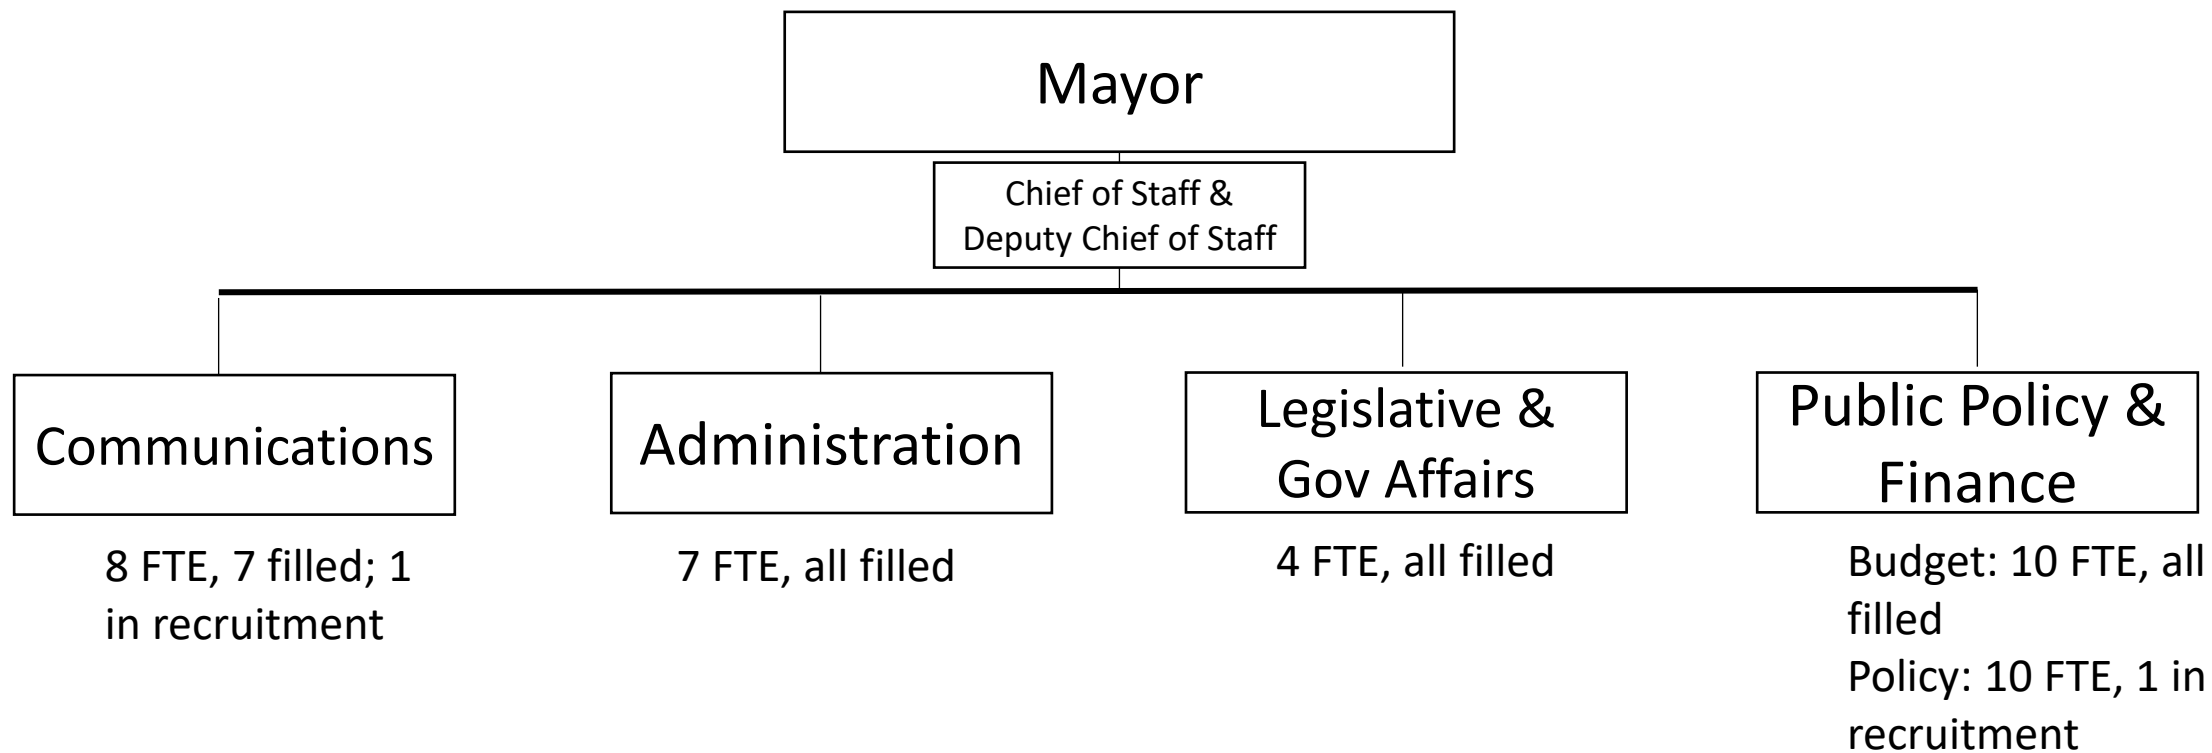 Mayor
Chief of Staff &
Deputy Chief of Staff
Communications
8 FTE, 7 filled; 1
in recruitment
Administration
7 FTE, all filled
Legislative &
Gov Affairs
4 FTE, all filled
Public Policy &
Finance
Budget: 10 FTE, all
filled
Policy: 10 FTE, 1 in
recruitment